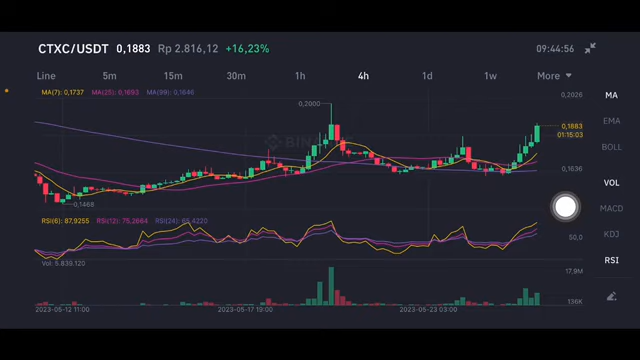 CTXC/USDT 0,1883 Rp 2.816,12 +16,23% 09:44:56
Line 5m 15m 30m 1h 4h 1d 1w More
MA(7): 0,1737 MA(25): 0,1693 MA(99): 0,1646
MA
EMA
BOLL
VOL
MACD
KDJ
RSI
0,2026
0,2000
0,1883
01:15:03
BINANCE
0,1636
0,1468
RSI(6): 87,9255 RSI(12): 75,2664 RSI(24): 65,4220
50,0
Vol: 5.839.120
17,9M
136K
2023-05-12 11:00 2023-05-17 19:00 2023-05-23 03:00